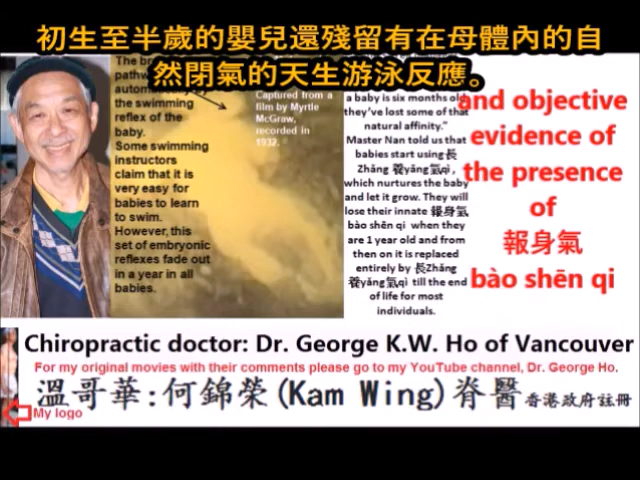 初生至半歲的嬰兒還殘留有在母體內的自
然閉氣的天生游泳反應。
The
pathw
autom
the swimming
reflex of the
baby.
Some swimming
instructors
claim that it is
very easy for
babies to learn
to swim.
However, this
set of embryonic
reflexes fade out
in a year in all
babies.
Captured from a
film by Myrtle
McGraw,
recorded in
1932.
a baby is six months old
they've lost some of that
natural affinity."
Master Nan told us that
babies start using長
Zhǎng 養yǎng氣qì,
which nurtures the baby
and let it grow. They will
lose their innate 報身氣
bào shēn qì when they
are 1 year old and from
then on it is replaced
entirely by 長Zhǎng
養yǎng氣qì till the end
of life for most
individuals.
and objective
evidence of
the presence
of
報身氣
bào shēn qi
Chiropractic doctor: Dr. George K.W. Ho of Vancouver
For my original movies with their comments please go to my YouTube channel, Dr. George Ho.
溫哥華:何錦榮(Kam Wing)脊醫香港政府註冊
My logo